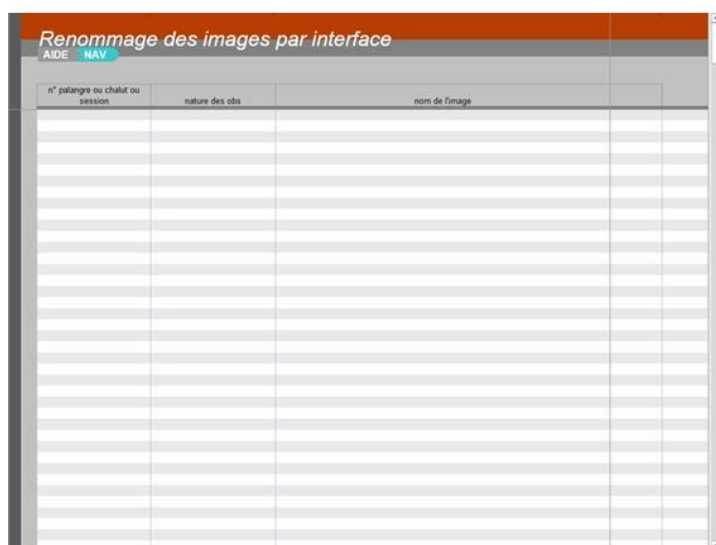 Renommage des images par interface
AIDE NAV
n° palangre ou chalut ou
session
nature des obs
nom de l'image